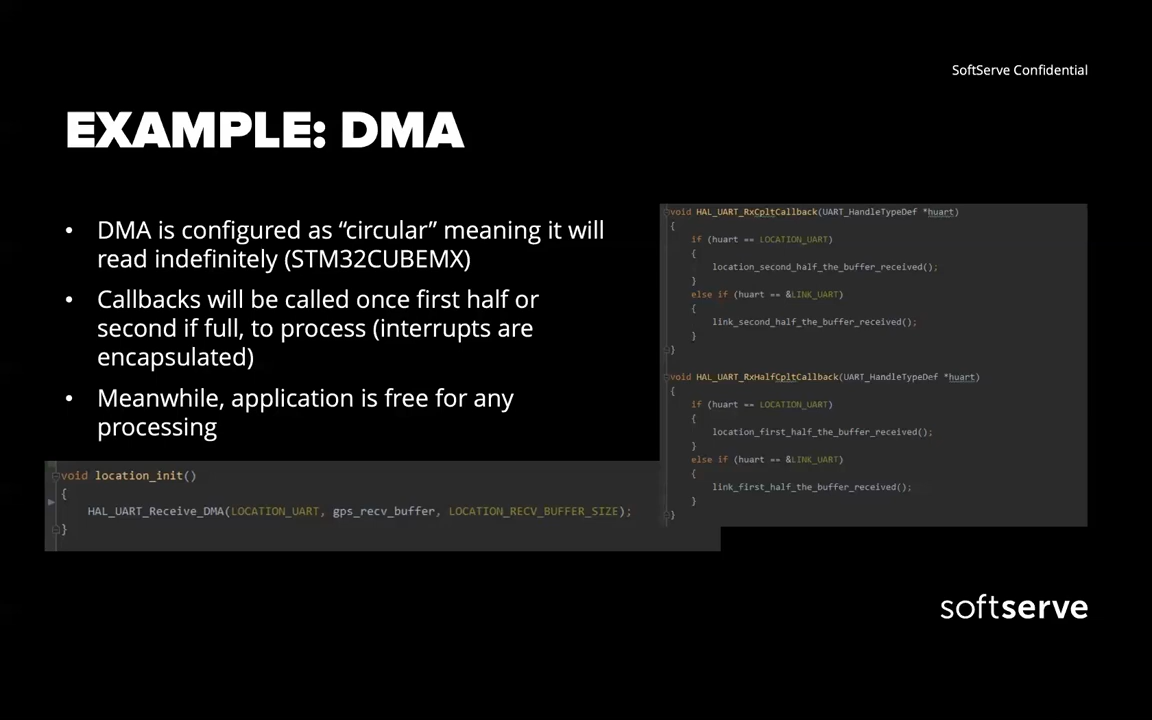 SoftServe Confidential
EXAMPLE: DMA
• DMA is configured as “circular” meaning it will
read indefinitely (STM32CUBEMX)
• Callbacks will be called once first half or
second if full, to process (interrupts are
encapsulated)
• Meanwhile, application is free for any
processing
void location_init()
{
HAL_UART_Receive_DMA(LOCATION_UART, gps_recv_buffer, LOCATION_RECV_BUFFER_SIZE);
}
void HAL_UART_RxCpltCallback(UART_HandleTypeDef *huart)
{
if (huart == LOCATION_UART)
{
location_second_half_the_buffer_received();
}
else if (huart == &LINK_UART)
{
link_second_half_the_buffer_received();
}
}
void HAL_UART_RxHalfCpltCallback(UART_HandleTypeDef *huart)
{
if (huart == LOCATION_UART)
{
location_first_half_the_buffer_received();
}
else if (huart == &LINK_UART)
{
link_first_half_the_buffer_received();
}
}
softserve